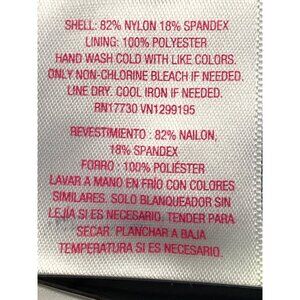 SHELL: 82% NYLON 18% SPANDEX
LINING: 100% POLYESTER
HAND WASH COLD WITH LIKE COLORS.
ONLY NON-CHLORINE BLEACH IF NEEDED.
LINE DRY. COOL IRON IF NEEDED.
RN17730 VN1299195
REVESTIMIENTO : 82% NAILON,
18% SPANDEX
FORRO : 100% POLIÉSTER
LAVAR A MANO EN FRÍO CON COLORES
SIMILARES. SOLO BLANQUEADOR SIN
LEJÍA SI ES NECESARIO. TENDER PARA
SECAR. PLANCHAR A BAJA
TEMPERATURA SI ES NECESARIO.